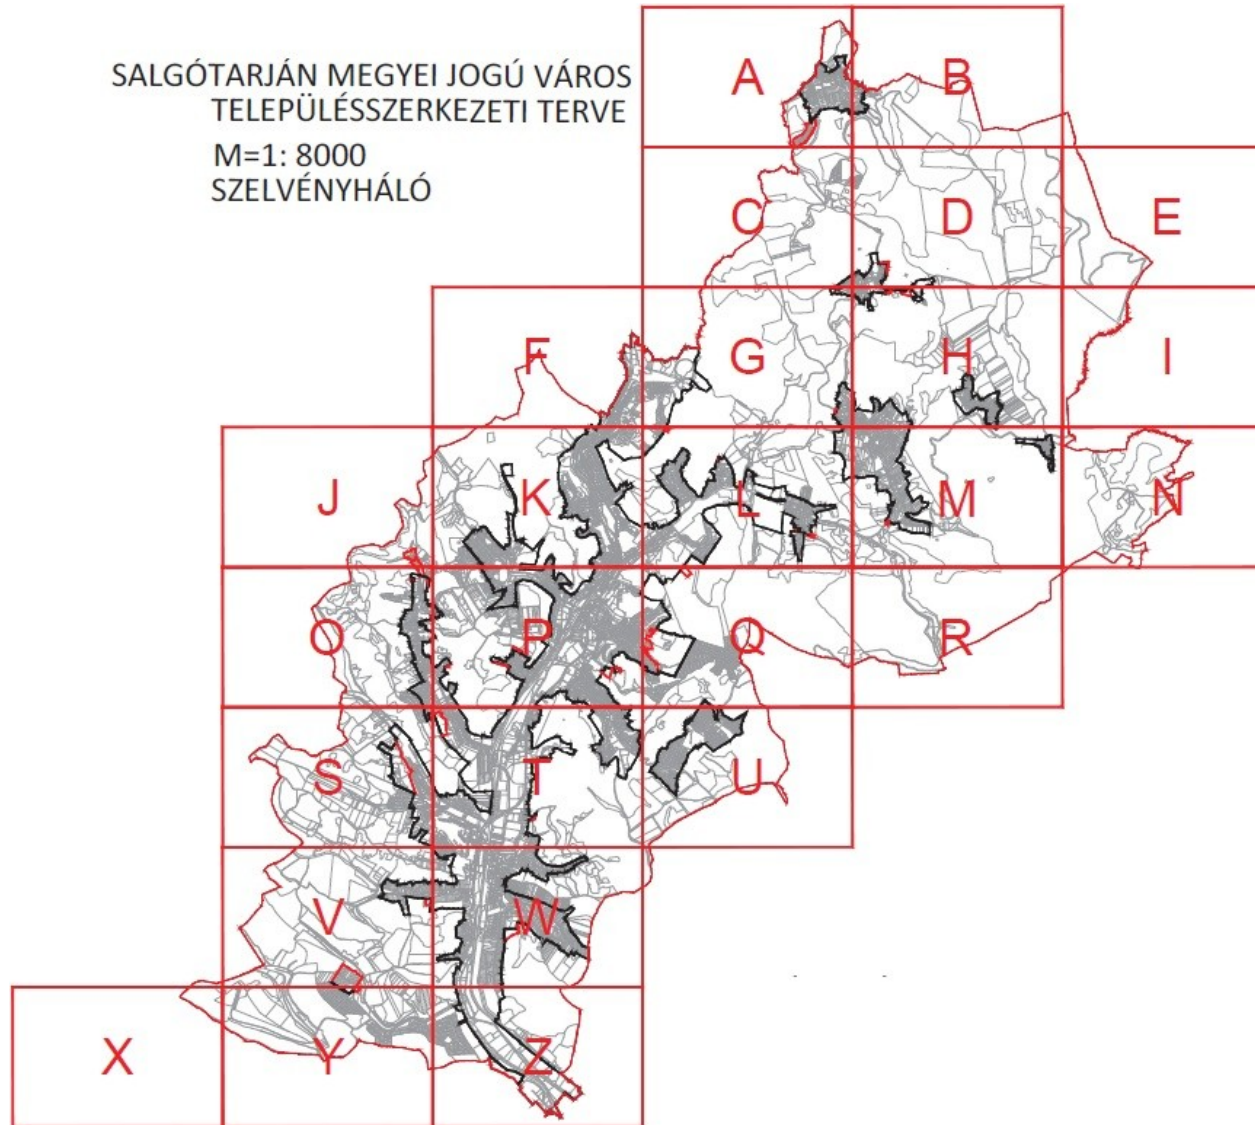 SALGÓTARJÁN MEGYEI JOGÚ VÁROS
TELEPÜLÉSSZERKEZETI TERVE
M=1: 8000
SZELVÉNYHÁLÓ
A B
C D E
F G H I
J K L M N
O P Q R
S T U
V W
X Y Z